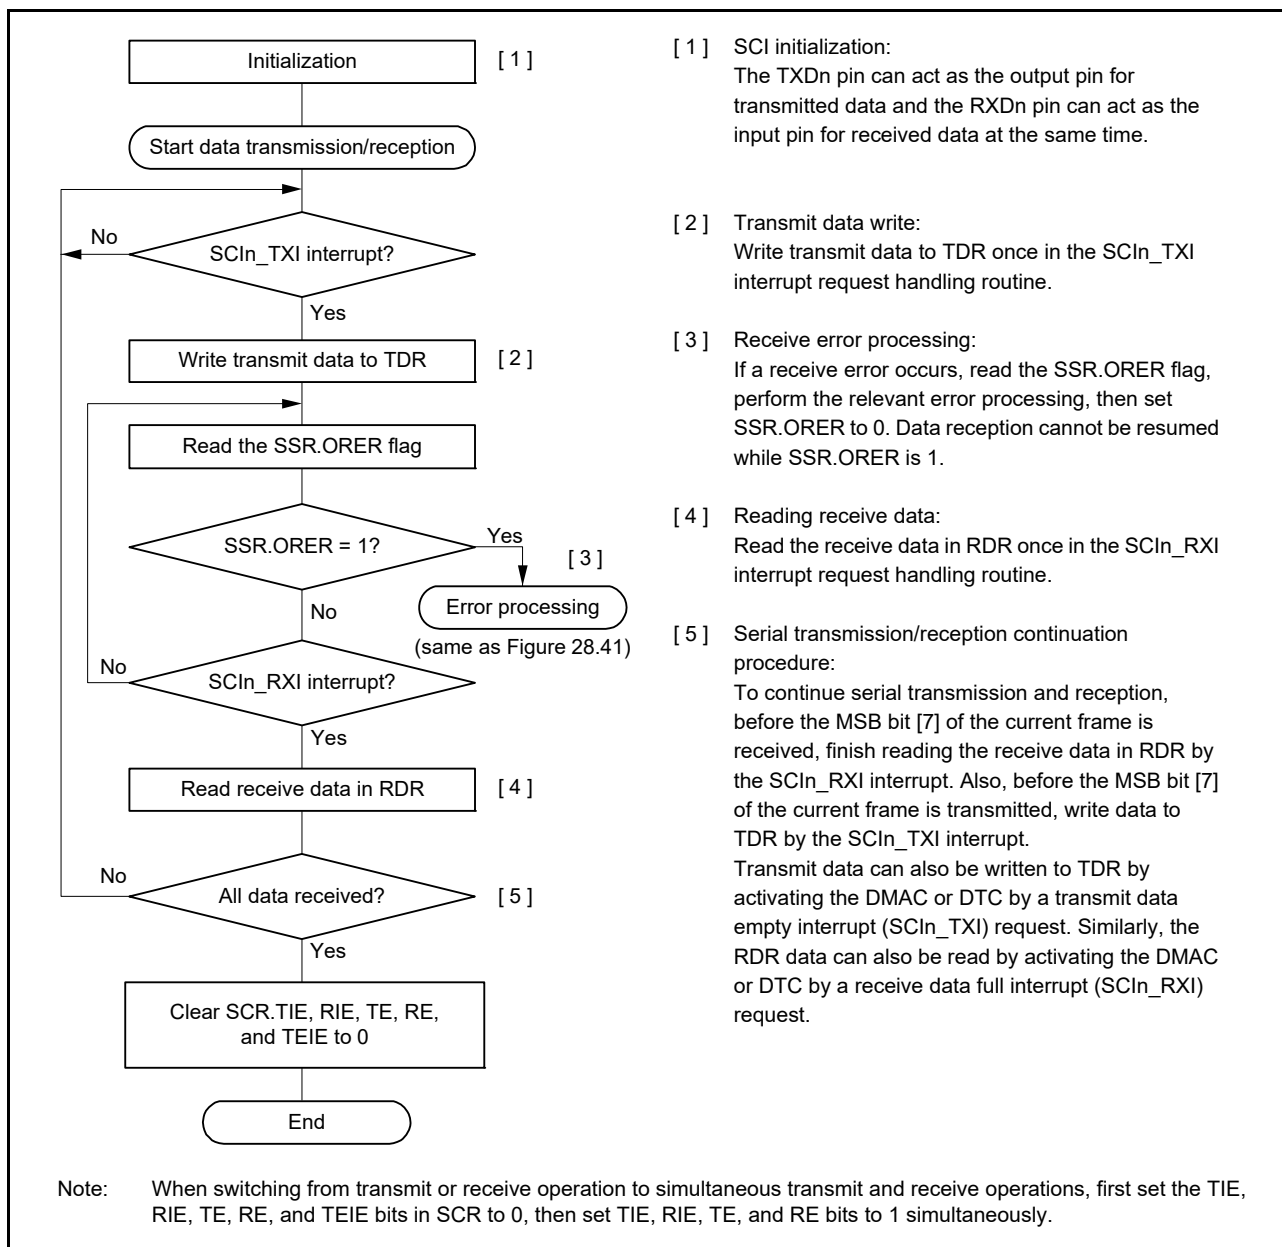 Initialization
[ 1 ]
Start data transmission/reception
No
SCIn_TXI interrupt?
Yes
Write transmit data to TDR
[ 2 ]
Read the SSR.ORER flag
SSR.ORER = 1?
Yes
[ 3 ]
Error processing
(same as Figure 28.41)
No
No
SCIn_RXI interrupt?
Yes
Read receive data in RDR
[ 4 ]
No
All data received?
[ 5 ]
Yes
Clear SCR.TIE, RIE, TE, RE,
and TEIE to 0
End
[ 1 ] SCI initialization:
The TXDn pin can act as the output pin for
transmitted data and the RXDn pin can act as the
input pin for received data at the same time.
[ 2 ] Transmit data write:
Write transmit data to TDR once in the SCIn_TXI
interrupt request handling routine.
[ 3 ] Receive error processing:
If a receive error occurs, read the SSR.ORER flag,
perform the relevant error processing, then set
SSR.ORER to 0. Data reception cannot be resumed
while SSR.ORER is 1.
[ 4 ] Reading receive data:
Read the receive data in RDR once in the SCIn_RXI
interrupt request handling routine.
[ 5 ] Serial transmission/reception continuation
procedure:
To continue serial transmission and reception,
before the MSB bit [7] of the current frame is
received, finish reading the receive data in RDR by
the SCIn_RXI interrupt. Also, before the MSB bit [7]
of the current frame is transmitted, write data to
TDR by the SCIn_TXI interrupt.
Transmit data can also be written to TDR by
activating the DMAC or DTC by a transmit data
empty interrupt (SCIn_TXI) request. Similarly, the
RDR data can also be read by activating the DMAC
or DTC by a receive data full interrupt (SCIn_RXI)
request.
Note: When switching from transmit or receive operation to simultaneous transmit and receive operations, first set the TIE,
RIE, TE, RE, and TEIE bits in SCR to 0, then set TIE, RIE, TE, and RE bits to 1 simultaneously.